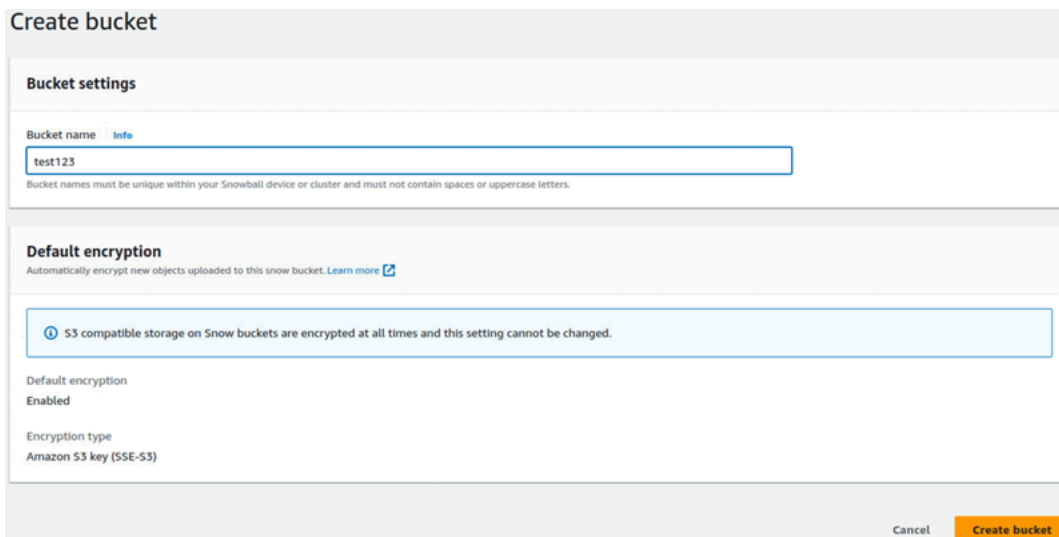 Create bucket
Bucket settings
Bucket name Info
test123
Bucket names must be unique within your Snowball device or cluster and must not contain spaces or uppercase letters.
Default encryption
Automatically encrypt new objects uploaded to this snow bucket. Learn more
S3 compatible storage on Snow buckets are encrypted at all times and this setting cannot be changed.
Default encryption
Enabled
Encryption type
Amazon S3 key (SSE-S3)
Cancel Create bucket